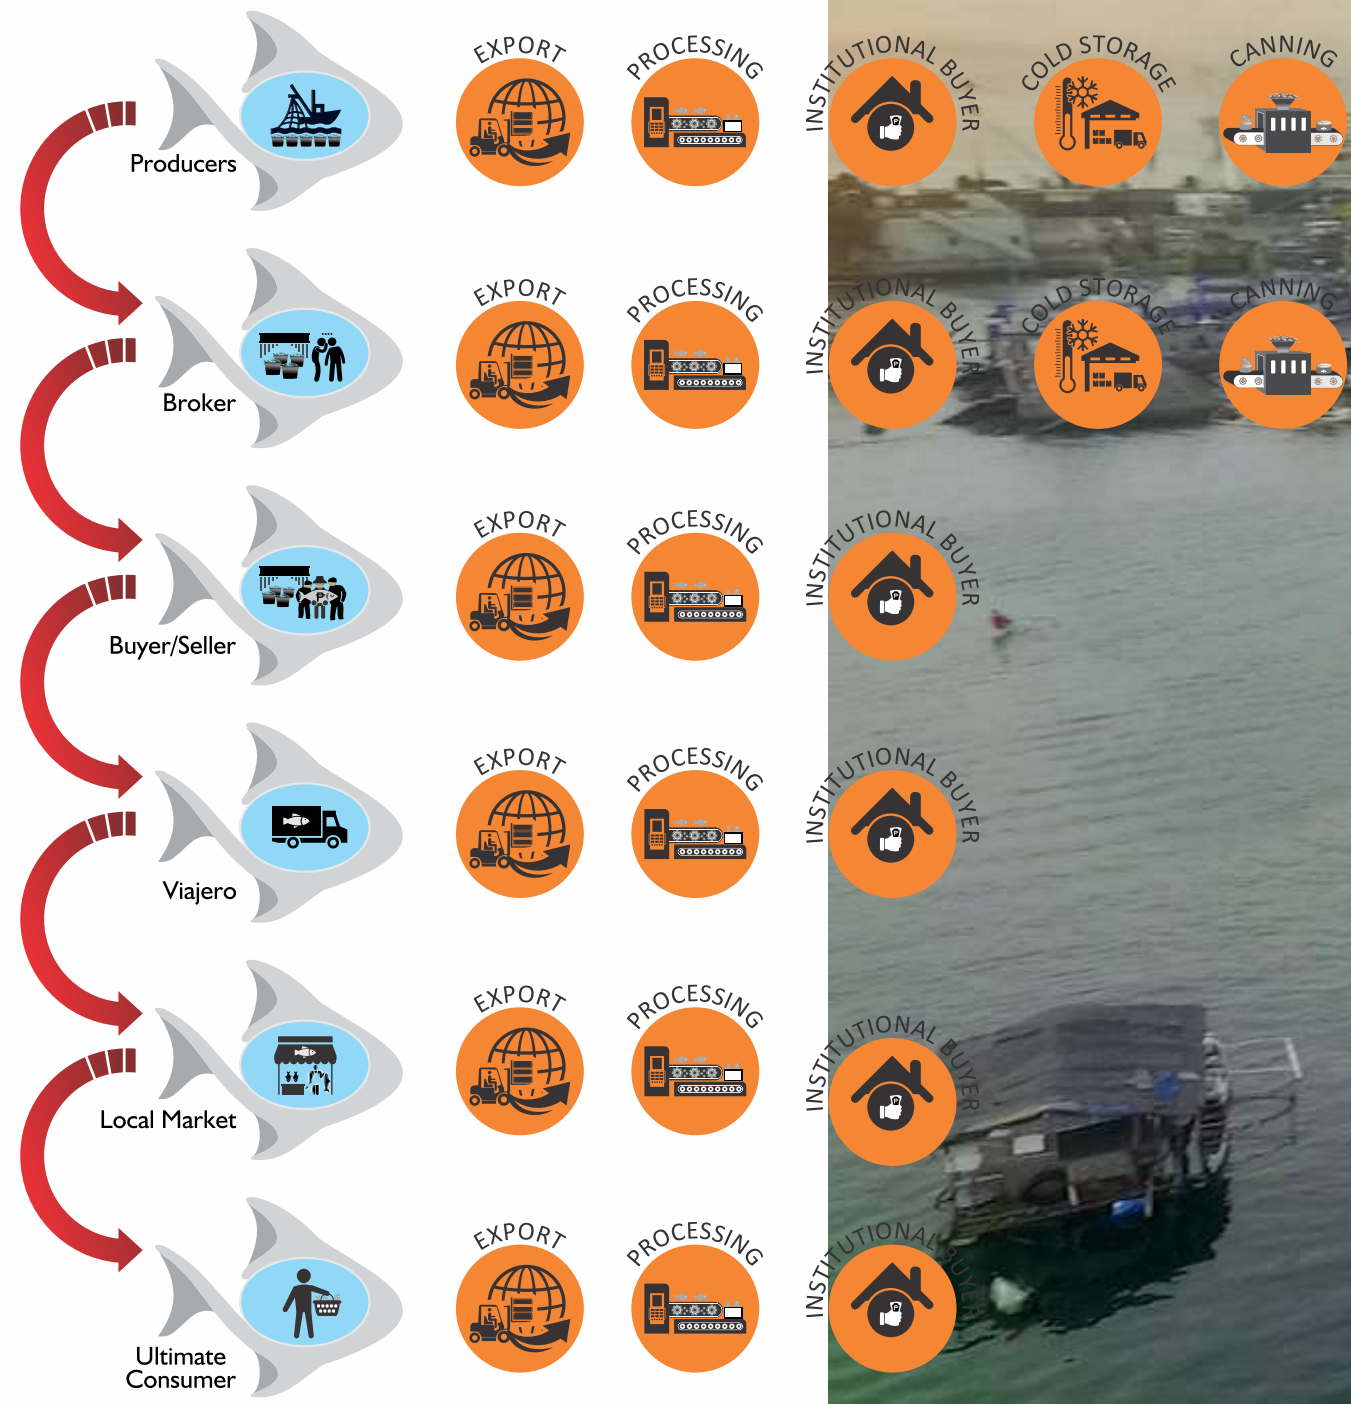 EXPORT
PROCESSING
INSTITUTIONAL BUYER
COLD STORAGE
CANNING
Producers
EXPORT
PROCESSING
INSTITUTIONAL BUYER
COLD STORAGE
CANNING
Broker
EXPORT
PROCESSING
INSTITUTIONAL BUYER
Buyer/Seller
EXPORT
PROCESSING
INSTITUTIONAL BUYER
Viajero
EXPORT
PROCESSING
INSTITUTIONAL BUYER
Local Market
EXPORT
PROCESSING
INSTITUTIONAL BUYER
Ultimate
Consumer